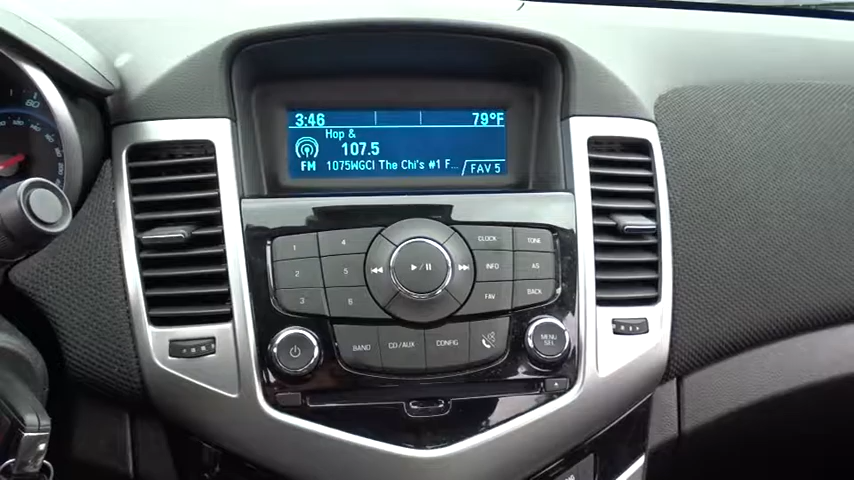 80
3:46 79°F
Hop &
107.5
FM 1075WGCI The Chi's #1 F... FAV 5
1 4 CLOCK TONE
2 5 INFO AS
3 6 FAV BACK
BAND CD/AUX CONFIG
MENU
SEL